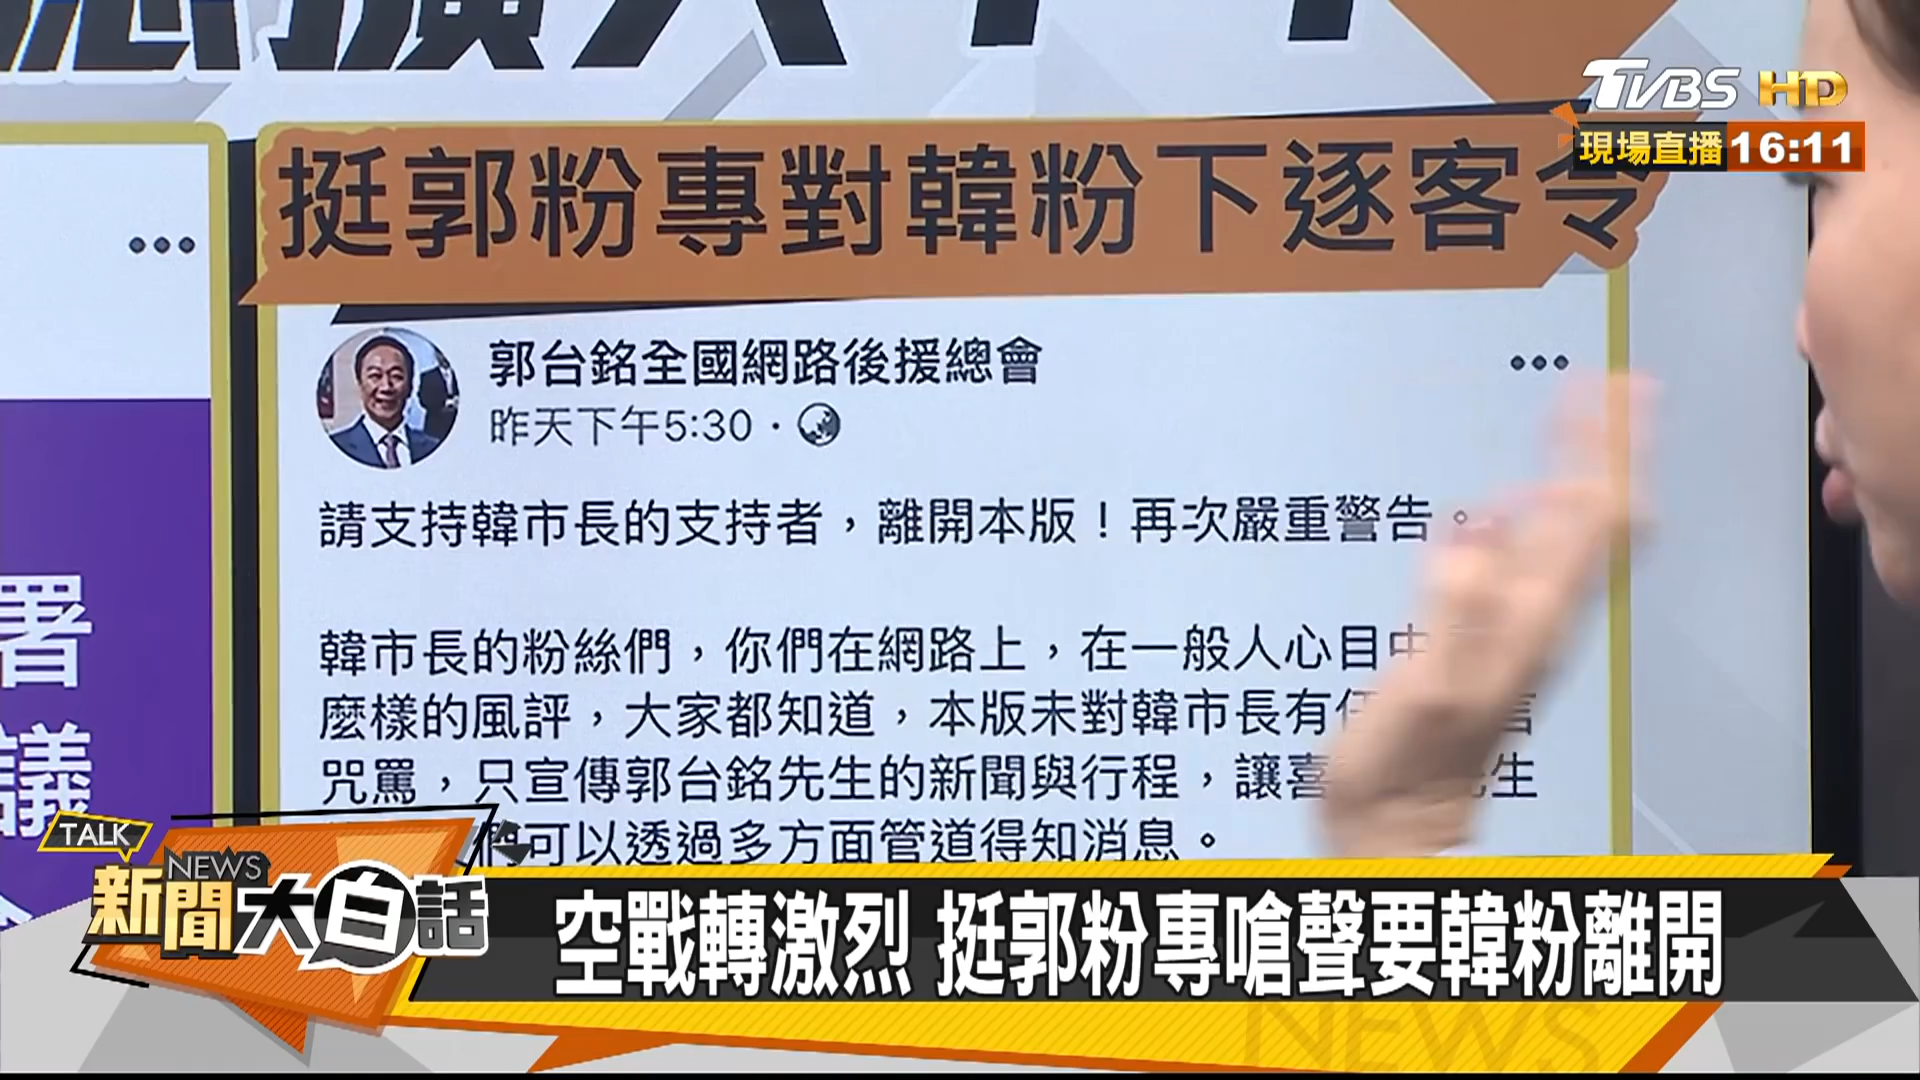 TVBS HD
現場直播 16:11
挺郭粉專對韓粉下逐客令
郭台銘全國網路後援總會
昨天下午5:30
請支持韓市長的支持者，離開本版！再次嚴重警告。
韓市長的粉絲們，你們在網路上，在一般人心目中
麼樣的風評，大家都知道，本版未對韓市長有任 言
咒罵，只宣傳郭台銘先生的新聞與行程，讓喜 先生
們可以透過多方面管道得知消息。
署
議
TALK
NEWS
新聞大白話
空戰轉激烈 挺郭粉專嗆聲要韓粉離開
NEWS